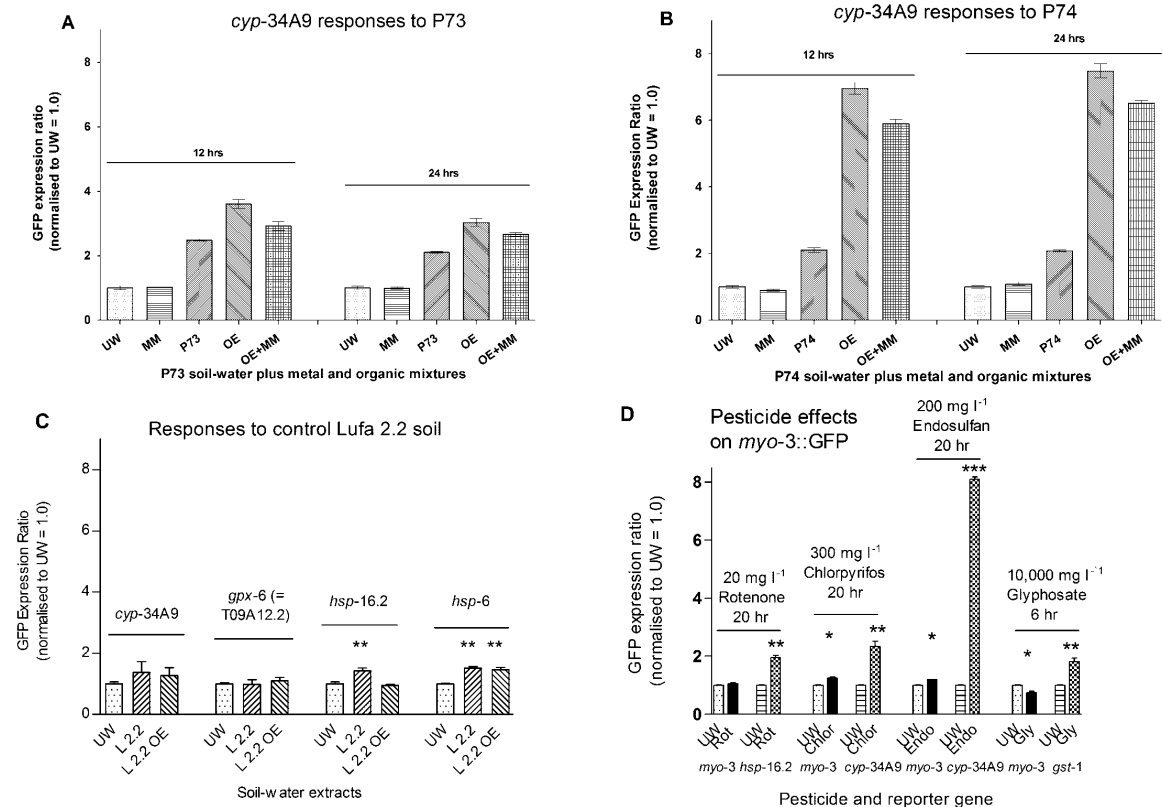 A
cyp-34A9 responses to P73
8
6
4
2
0
GFP expression ratio
(normalised to UW = 1.0)
12 hrs
24 hrs
UW
MM
P73
OE
OE+MM
UW
MM
P73
OE
OE+MM
P73 soil-water plus metal and organic mixtures
B
cyp-34A9 responses to P74
8
6
4
2
0
GFP Expression Ratio
(normalised to UW = 1.0)
12 hrs
24 hrs
UW
MM
P74
OE
OE+MM
UW
MM
P74
OE
OE+MM
P74 soil-water plus metal and organic mixtures
C
Responses to control Lufa 2.2 soil
8
6
4
2
0
GFP Expression Ratio
(normalised to UW = 1.0)
cyp-34A9
gpx-6 (=
T09A12.2)
hsp-16.2
hsp-6
**
** **
UW
L 2.2
L 2.2 OE
UW
L 2.2
L 2.2 OE
UW
L 2.2
L 2.2 OE
UW
L 2.2
L 2.2 OE
Soil-water extracts
D
Pesticide effects
on myo-3::GFP
8
6
4
2
0
GFP expression ratio
(normalised to UW = 1.0)
20 mg l-1
Rotenone
20 hr
**
300 mg l-1
Chlorpyrifos
20 hr
* **
200 mg l-1
Endosulfan
20 hr
* ***
10,000 mg l-1
Glyphosate
6 hr
* **
UW
Rot
UW
Rot
UW
Chlor
UW
Chlor
UW
Endo
UW
Endo
UW
Gly
UW
Gly
myo-3 hsp-16.2 myo-3 cyp-34A9 myo-3 cyp-34A9 myo-3 gst-1
Pesticide and reporter gene